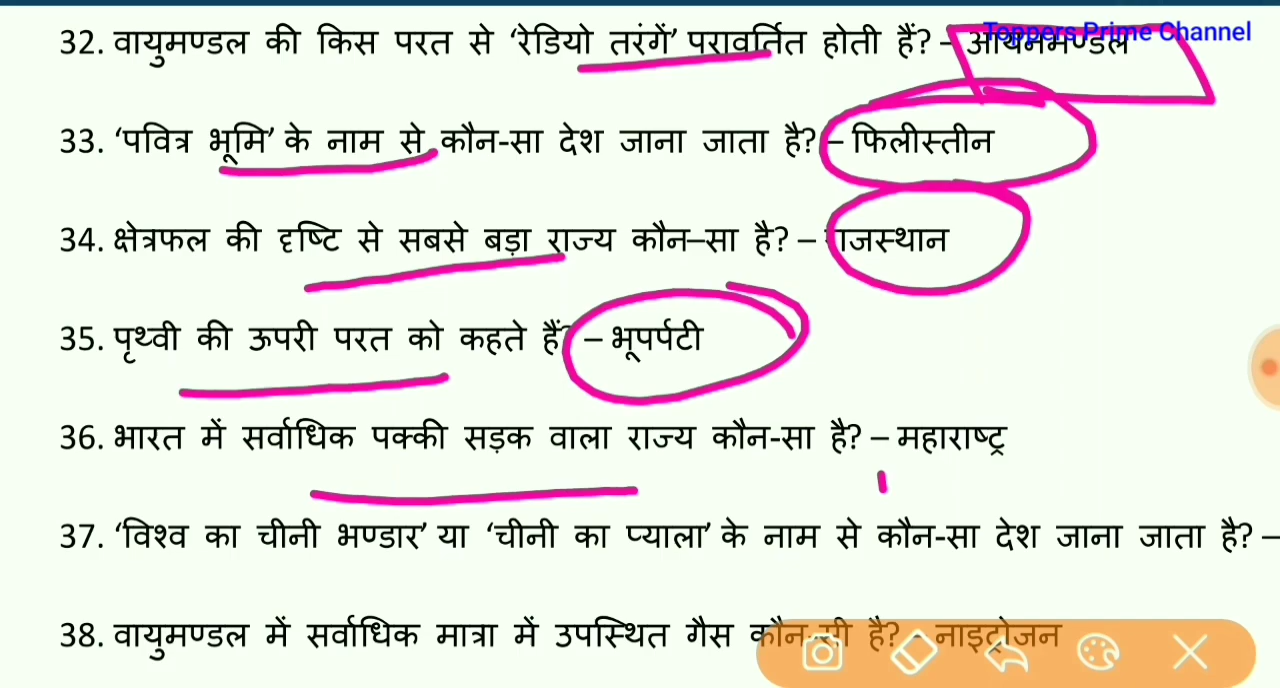 Toppers Prime Channel
32. वायुमण्डल की किस परत से ‘रेडियो तरंगें’ परावर्तित होती हैं? – आयनमण्डल
33. ‘पवित्र भूमि’ के नाम से कौन-सा देश जाना जाता है? – फिलीस्तीन
34. क्षेत्रफल की दृष्टि से सबसे बड़ा राज्य कौन–सा है? – राजस्थान
35. पृथ्वी की ऊपरी परत को कहते हैं? – भूपर्पटी
36. भारत में सर्वाधिक पक्की सड़क वाला राज्य कौन-सा है? – महाराष्ट्र
37. ‘विश्व का चीनी भण्डार’ या ‘चीनी का प्याला’ के नाम से कौन-सा देश जाना जाता है? –
38. वायुमण्डल में सर्वाधिक मात्रा में उपस्थित गैस कौन-सी है? - नाइट्रोजन